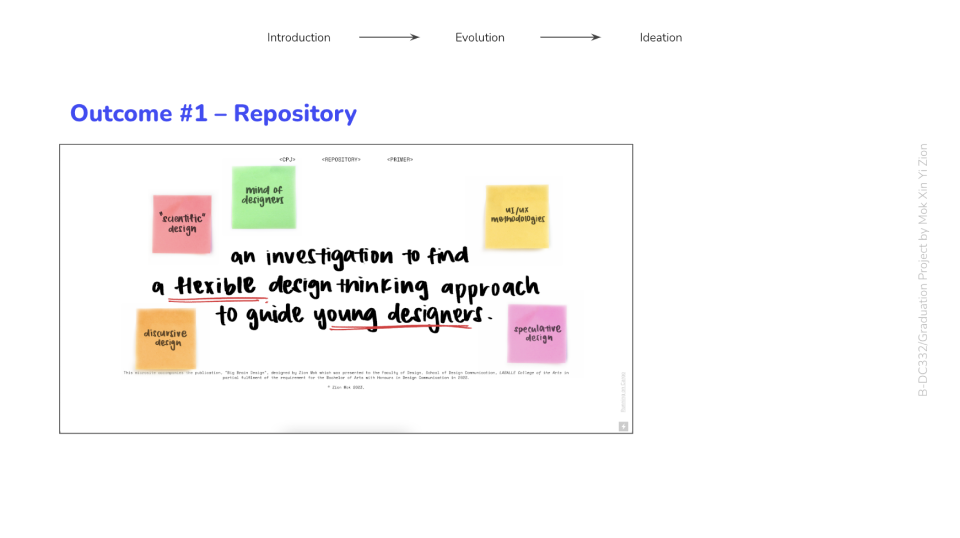 Introduction
Evolution
Ideation
Outcome #1 – Repository
<CPJ>
<REPOSITORY>
<PRIMER>
mind of
designers
"scientific"
design
ui/ux
methodologies
an investigation to find
a flexible design thinking approach
to guide young designers.
discursive
design
speculative
design
publication, "Big Brain Design", designed by Zion Mok which was presented to the Faculty of Design, School of Design Communication, LASALLE College of the Arts in
partial fulfilment of the requirement for the Bachelor of Arts with Honours in Design Communication in 2022.
© Zion Mok 2022.
+
B-DC332/Graduation Project by Mok Xin Yi Zion